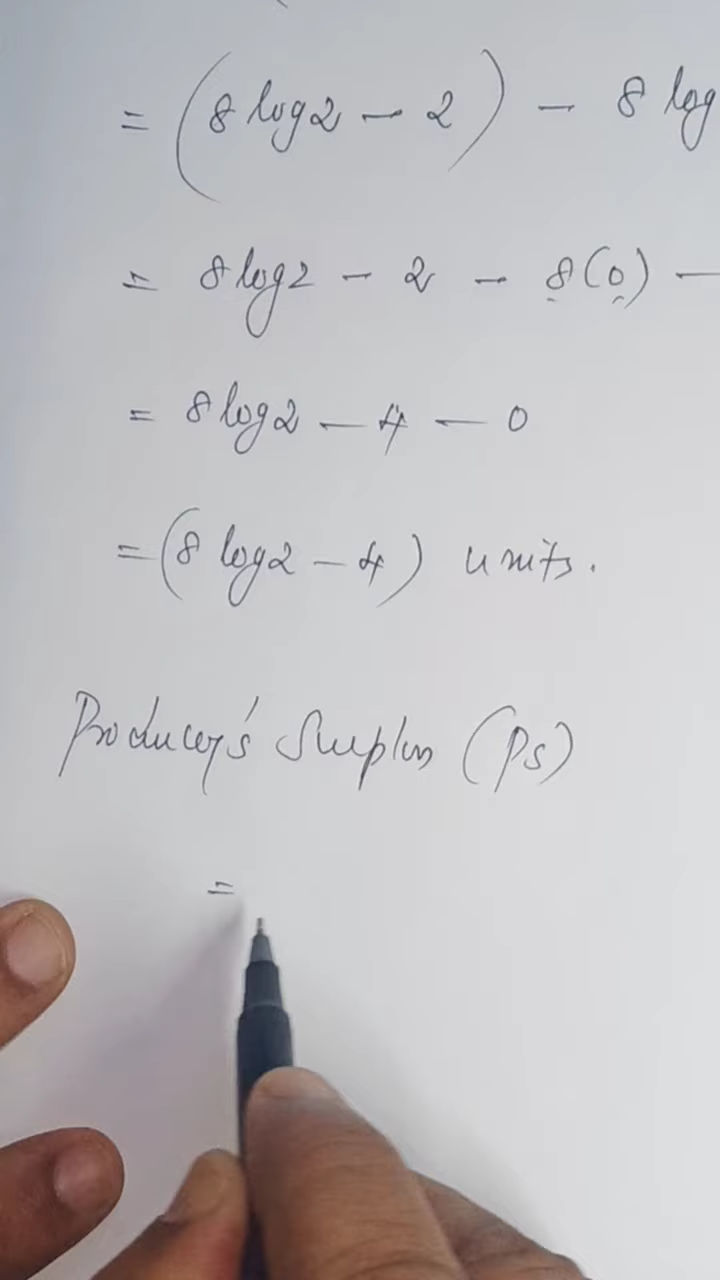 = (8 log2 - 2) - 8 log
= 8 log2 - 2 - 8(0) -
= 8 log2 - 4 - 0
= (8 log2 - 4) units.
Producer's Surplus (PS)
=